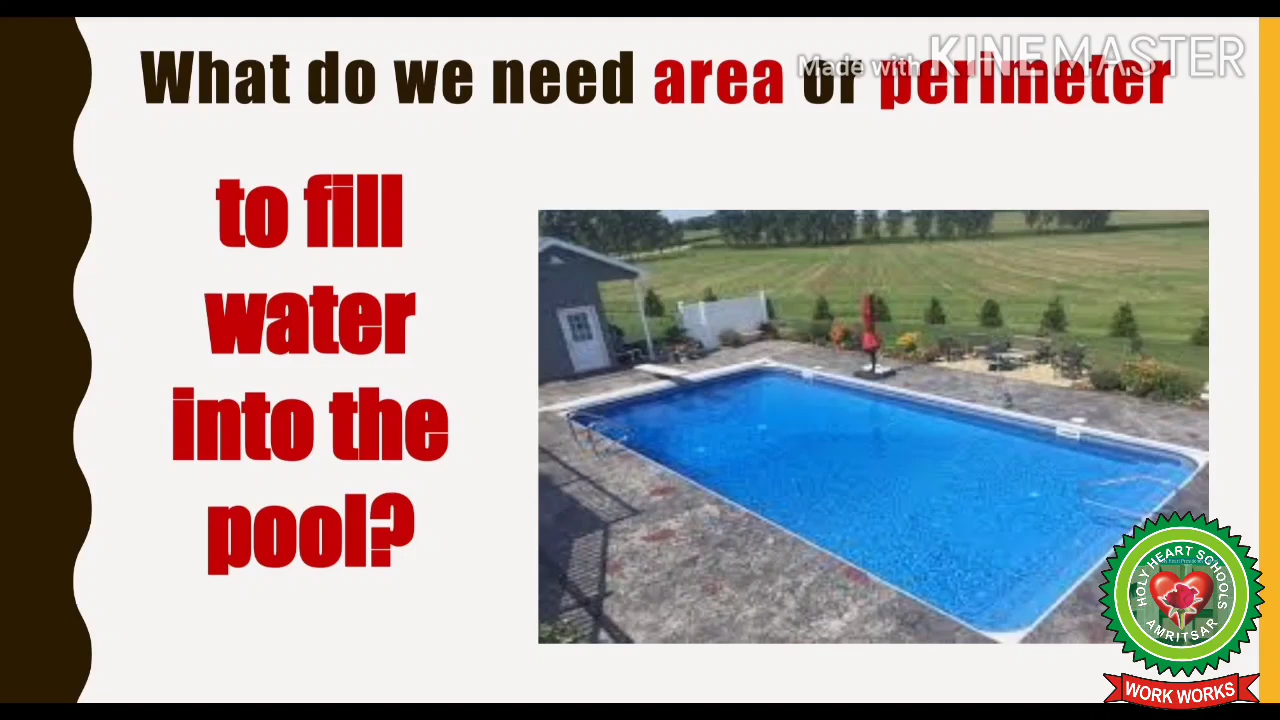 What do we need area or perimeter
Made with KINEMASTER
to fill
water
into the
pool?
HOLY HEART SCHOOLS
AMRITSAR
WORK WORKS